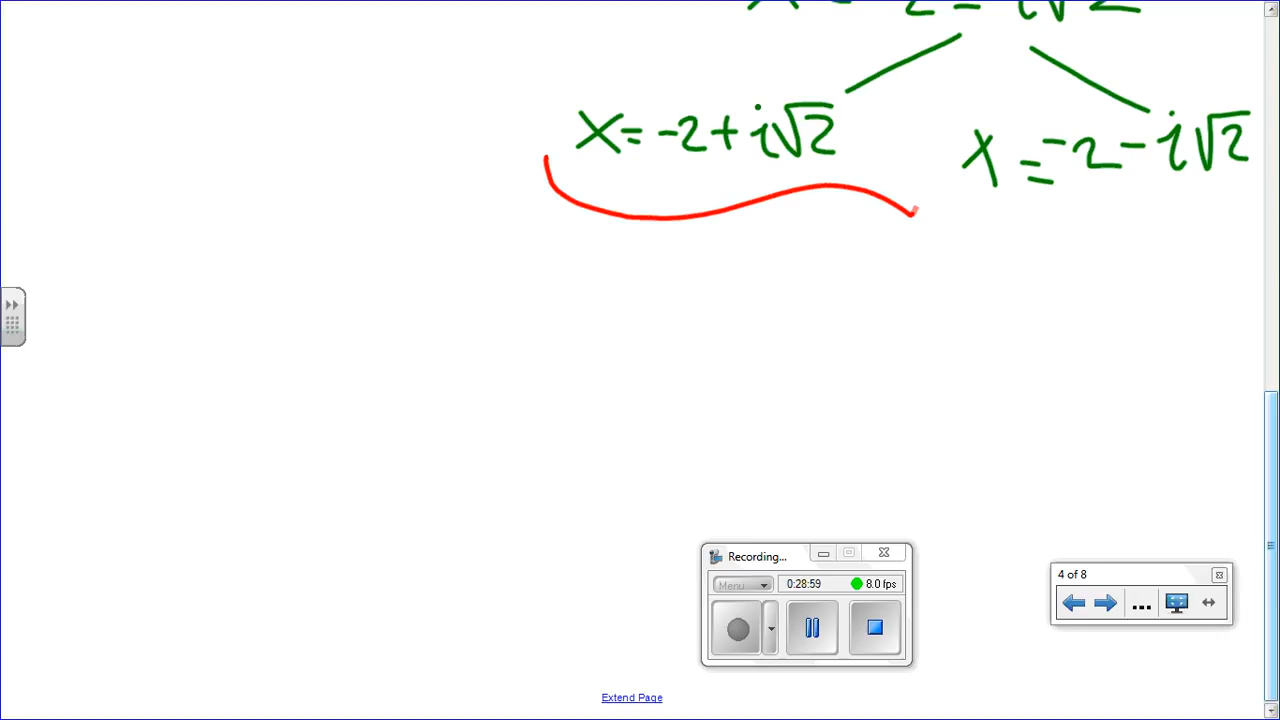 x = -2 + i√2
x = -2 - i√2
Recording...
Menu
0:28:59
8.0 fps
4 of 8
...
Extend Page